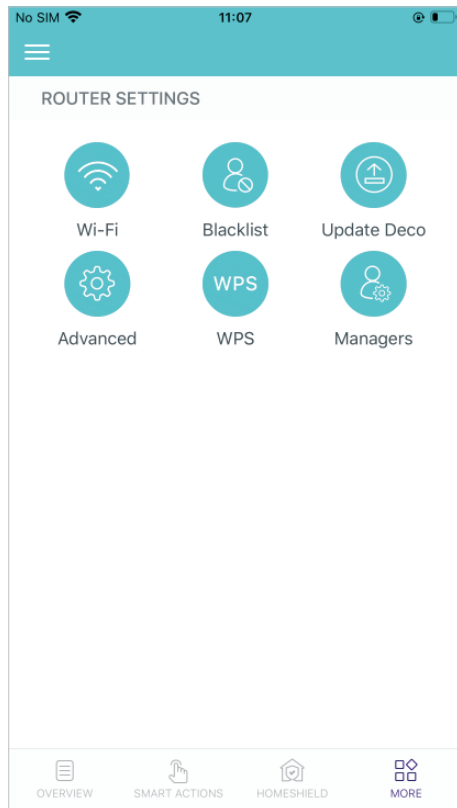 No SIM 11:07
ROUTER SETTINGS
Wi-Fi Blacklist Update Deco
WPS
Advanced WPS Managers
OVERVIEW SMART ACTIONS HOMESHIELD MORE